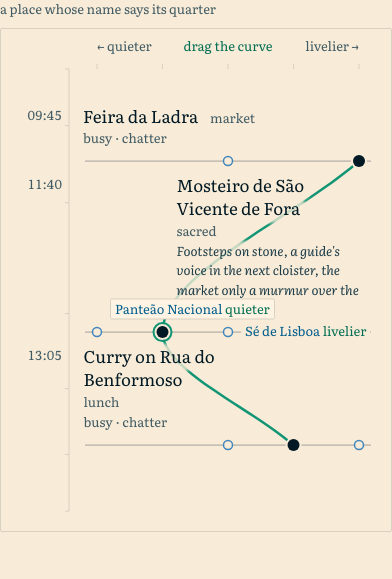 a place whose name says its quarter
← quieter drag the curve livelier →
09:45 Feira da Ladra market
busy · chatter
11:40 Mosteiro de São
Vicente de Fora
sacred
Footsteps on stone, a guide's
voice in the next cloister, the
market only a murmur over the
Panteão Nacional quieter
Sé de Lisboa livelier
13:05 Curry on Rua do
Benformoso
lunch
busy · chatter